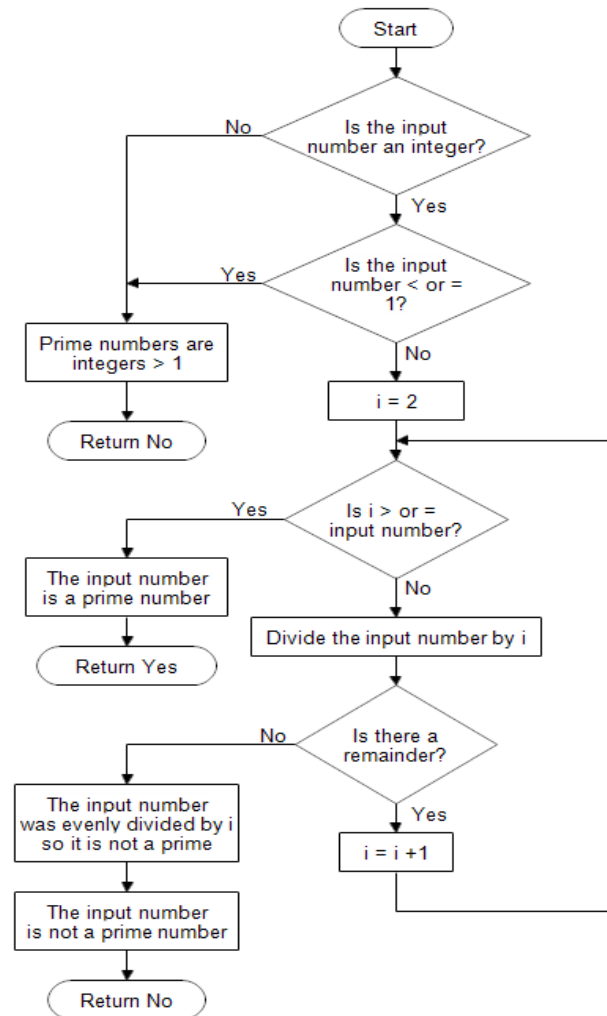 Start
Is the input
number an integer?
No
Yes
Is the input
number < or =
1?
Yes
No
Prime numbers are
integers > 1
Return No
i = 2
Is i > or =
input number?
Yes
No
The input number
is a prime number
Return Yes
Divide the input number by i
Is there a
remainder?
No
Yes
The input number
was evenly divided by i
so it is not a prime
i = i +1
The input number
is not a prime number
Return No